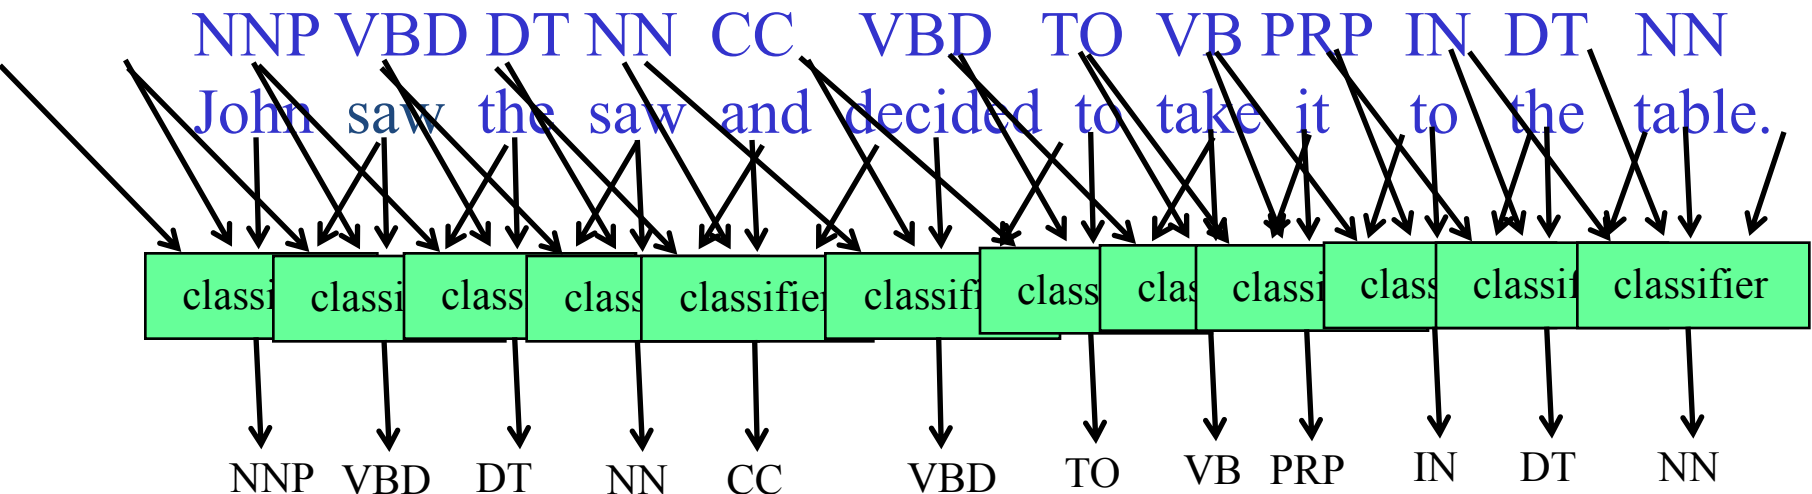 NNP VBD DT NN CC VBD TO VB PRP IN DT NN
John saw the saw and decided to take it to the table.
classi classi class class classifier classifi class clas classi class classif classifier
NNP VBD DT NN CC VBD TO VB PRP IN DT NN